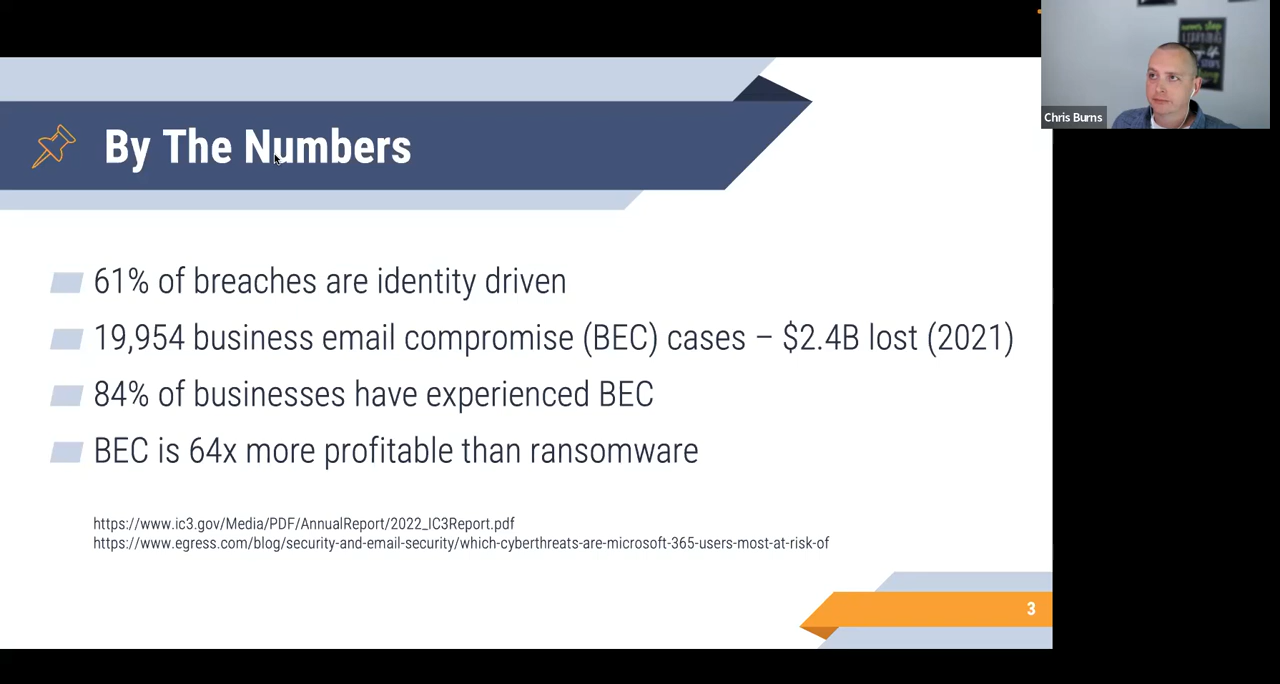 By The Numbers
61% of breaches are identity driven
19,954 business email compromise (BEC) cases – $2.4B lost (2021)
84% of businesses have experienced BEC
BEC is 64x more profitable than ransomware
https://www.ic3.gov/Media/PDF/AnnualReport/2022_IC3Report.pdf
https://www.egress.com/blog/security-and-email-security/which-cyberthreats-are-microsoft-365-users-most-at-risk-of
3
never stop
Chris Burns